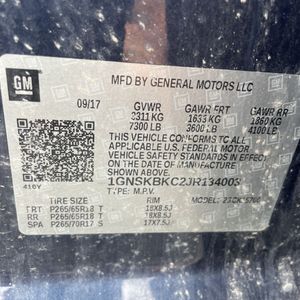 GM
MFD BY GENERAL MOTORS LLC
09/17 GVWR GAWR FRT GAWR RR
3311 KG 1633 KG 1860 KG
7300 LB 3600 LB 4100 LB
THIS VEHICLE CONFORMS TO ALL
APPLICABLE U.S. FEDERAL MOTOR
VEHICLE SAFETY
IN EFFECT ON THE DATE OF
MANUFACTURE SHOWN ABOVE.
1GNSKBKC2JR134003
TYPE: M.P.V. MODEL:
416Y
TIRE SIZE RIM
FRT P265/65R18 T 18X8.5J
RR P265/65R18 T 18X8.5J
SPA P265/70R17 S 17X7.5J